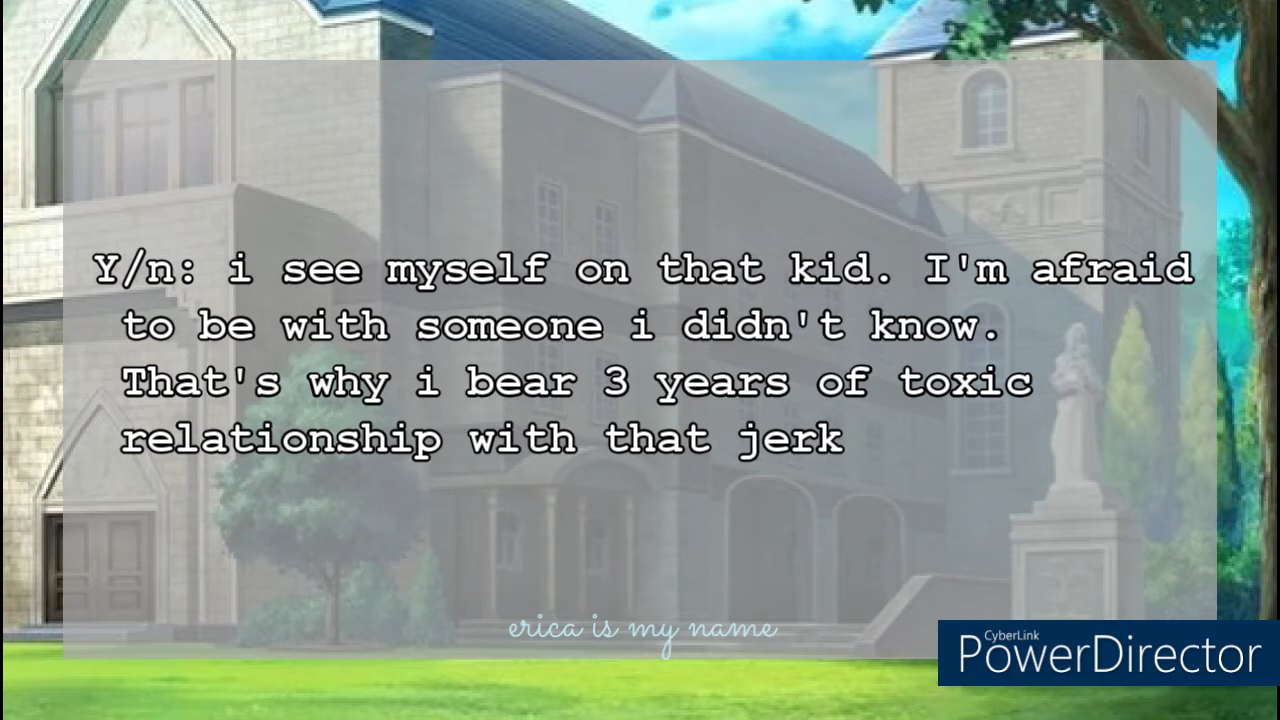 Y/n: i see myself on that kid. I'm afraid
to be with someone i didn't know.
That's why i bear 3 years of toxic
relationship with that jerk
erica is my name
CyberLink
PowerDirector